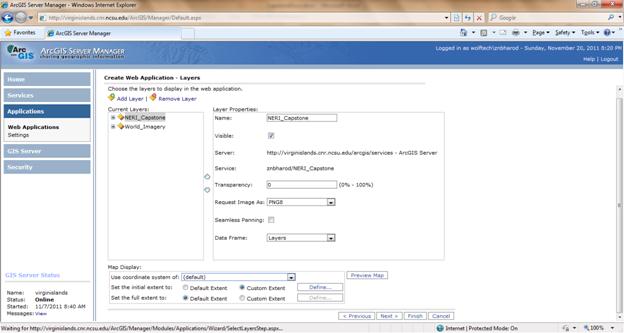 ArcGIS Server Manager - Windows Internet Explorer
http://virginislands.cnr.ncsu.edu/ArcGIS/Manager/Default.aspx
Google
Favorites
ArcGIS Server Manager
Page
Safety
Tools
Arc GIS
ARCGIS SERVER MANAGER
sharing geographic information
Logged in as wolftech\znbharod - Sunday, November 20, 2011 8:20 PM
Help | Logout
Home
Services
Applications
Web Applications
Settings
GIS Server
Security
Create Web Application - Layers
Choose the layers to display in the web application.
Add Layer | Remove Layer
Current Layers:
NERI_Capstone
World_Imagery
Layer Properties:
Name: NERI_Capstone
Visible:
Server: http://virginislands.cnr.ncsu.edu/arcgis/services - ArcGIS Server
Service: znbharod/NERI_Capstone
Transparency: 0 (0% - 100%)
Request Image As: PNG8
Seamless Panning:
Data Frame: Layers
Map Display:
Use coordinate system of: (default)
Preview Map
Set the initial extent to: Default Extent Custom Extent Define...
Set the full extent to: Default Extent Custom Extent Define...
< Previous Next > Finish Cancel
GIS Server Status
Name: virginislands
Status: Online
Started: 11/7/2011 8:40 AM
Messages: View
Waiting for http://virginislands.cnr.ncsu.edu/ArcGIS/Manager/Modules/Applications/Wizard/SelectLayersStep.aspx...
Internet | Protected Mode: On
100%